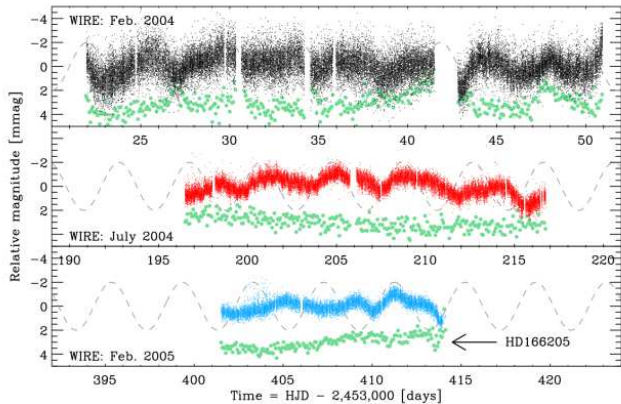 WIRE: Feb. 2004
-4
-2
0
2
4
25 30 35 40 45 50
Relative magnitude [mmag]
WIRE: July 2004
-2
0
2
190 195 200 205 210 215 220
-4
-2
0
2
4
WIRE: Feb. 2005
HD166205
395 400 405 410 415 420
Time = HJD − 2,453,000 [days]